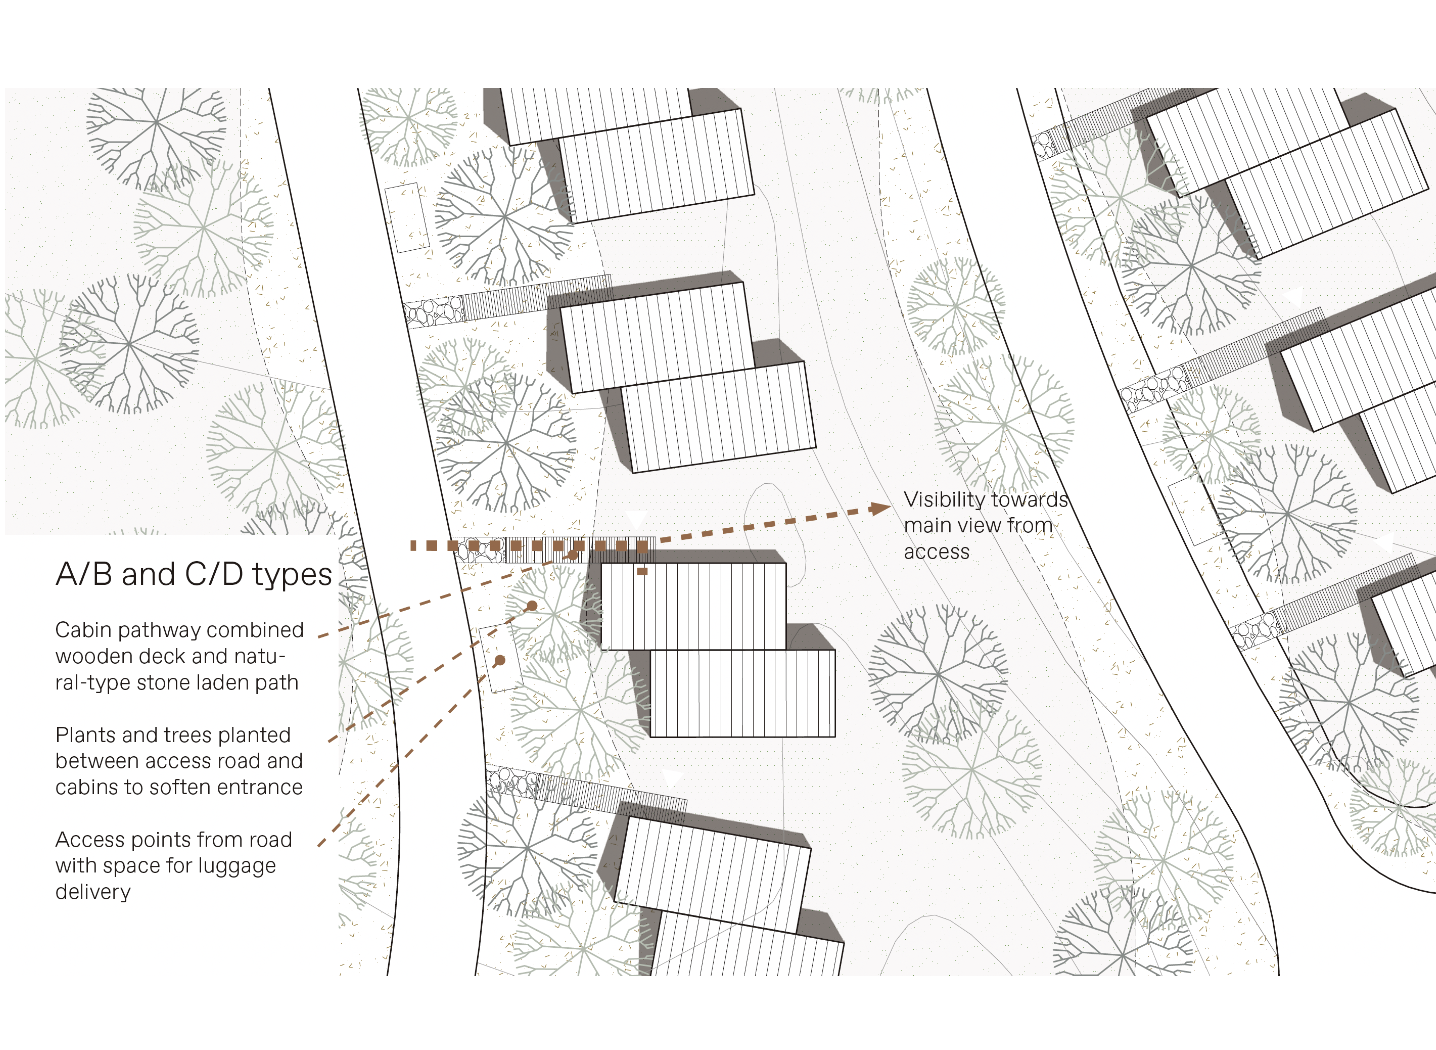 A/B and C/D types
Cabin pathway combined
wooden deck and natu-
ral-type stone laden path
Plants and trees planted
between access road and
cabins to soften entrance
Access points from road
with space for luggage
delivery
Visibility towards
main view from
access